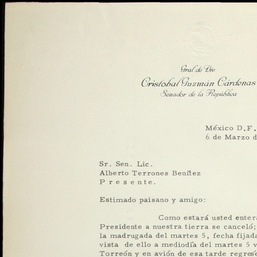 Gral de Div
Cristobal Guzman Cardenas
Senador de la Republica
México D.F.
6 de Marzo d
Sr. Sen. Lic.
Alberto Terrones Benítez
P r e s e n t e.
Estimado paisano y amigo:
Como estará usted enter
Presidente a nuestra tierra se canceló;
la madrugada del martes 5, fecha fijada
vista de ello a mediodía del martes 5 v
Torreón y en avión de esa tarde regres